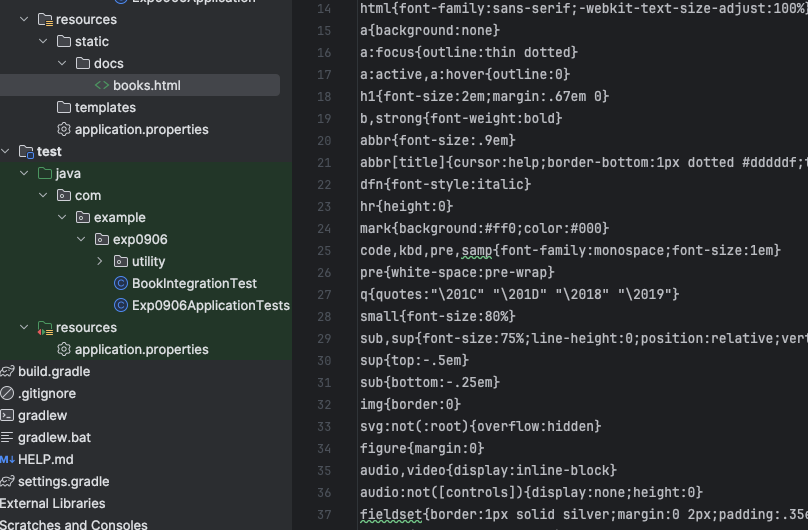 Exp0906Application
resources
static
docs
<> books.html
templates
application.properties
test
java
com
example
exp0906
utility
BookIntegrationTest
Exp0906ApplicationTests
resources
application.properties
build.gradle
.gitignore
gradlew
gradlew.bat
M↓ HELP.md
settings.gradle
External Libraries
Scratches and Consoles
14 html{font-family:sans-serif;-webkit-text-size-adjust:100%}
15 a{background:none}
16 a:focus{outline:thin dotted}
17 a:active,a:hover{outline:0}
18 h1{font-size:2em;margin:.67em 0}
19 b,strong{font-weight:bold}
20 abbr{font-size:.9em}
21 abbr[title]{cursor:help;border-bottom:1px dotted #dddddf;t
22 dfn{font-style:italic}
23 hr{height:0}
24 mark{background:#ff0;color:#000}
25 code,kbd,pre,samp{font-family:monospace;font-size:1em}
26 pre{white-space:pre-wrap}
27 q{quotes:"\201C" "\201D" "\2018" "\2019"}
28 small{font-size:80%}
29 sub,sup{font-size:75%;line-height:0;position:relative;vert
30 sup{top:-.5em}
31 sub{bottom:-.25em}
32 img{border:0}
33 svg:not(:root){overflow:hidden}
34 figure{margin:0}
35 audio,video{display:inline-block}
36 audio:not([controls]){display:none;height:0}
37 fieldset{border:1px solid silver;margin:0 2px;padding:.35e